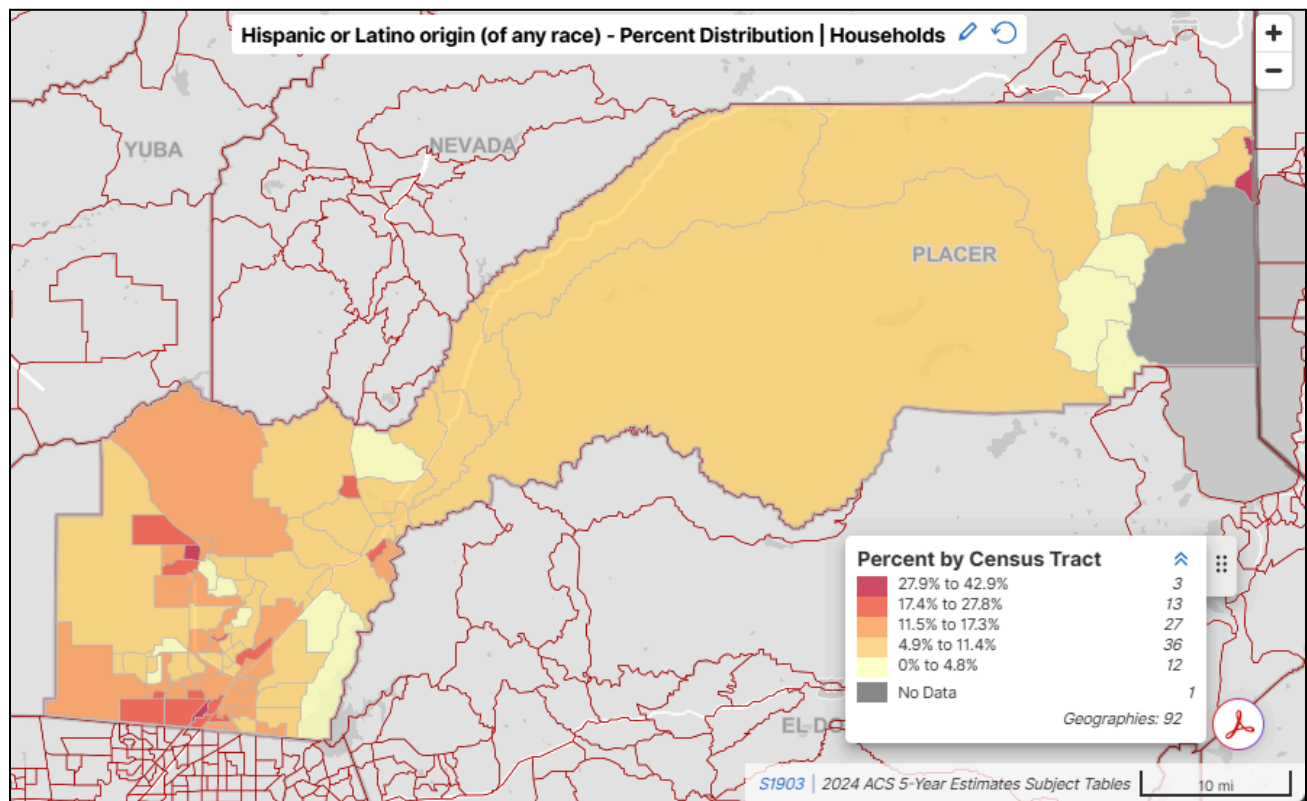 Hispanic or Latino origin (of any race) - Percent Distribution | Households
+
−
YUBA
NEVADA
PLACER
Percent by Census Tract
27.9% to 42.9% 3
17.4% to 27.8% 13
11.5% to 17.3% 27
4.9% to 11.4% 36
0% to 4.8% 12
No Data 1
Geographies: 92
EL DO
S1903 | 2024 ACS 5-Year Estimates Subject Tables
10 mi